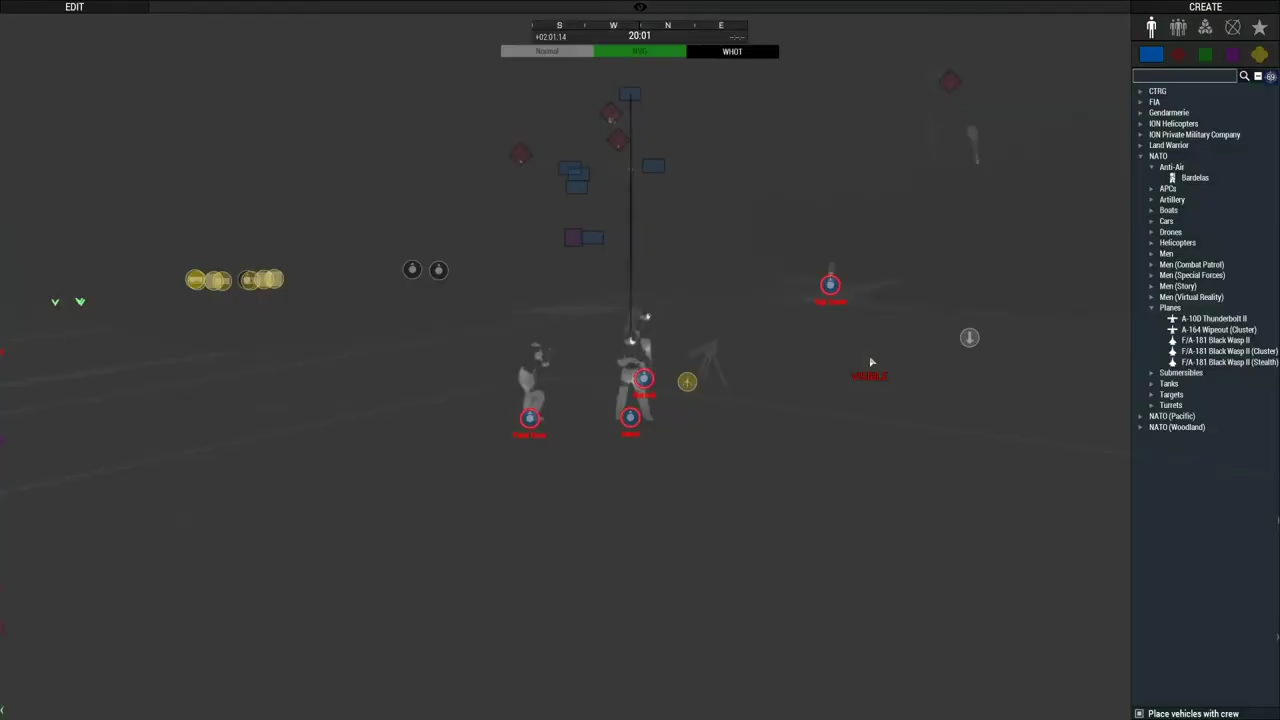 EDIT
CREATE
S W N E
+02:01:14 20:01 --:--:--
Normal NVG WHOT
CTRG
FIA
Gendarmerie
ION Helicopters
ION Private Military Company
Land Warrior
NATO
Anti-Air
Bardelas
APCs
Artillery
Boats
Cars
Drones
Helicopters
Men
Men (Combat Patrol)
Men (Special Forces)
Men (Story)
Men (Virtual Reality)
Planes
A-10D Thunderbolt II
A-164 Wipeout (Cluster)
F/A-181 Black Wasp II
F/A-181 Black Wasp II (Cluster)
F/A-181 Black Wasp II (Stealth)
Submersibles
Tanks
Targets
Turrets
NATO (Pacific)
NATO (Woodland)
VISIBLE
Place vehicles with crew